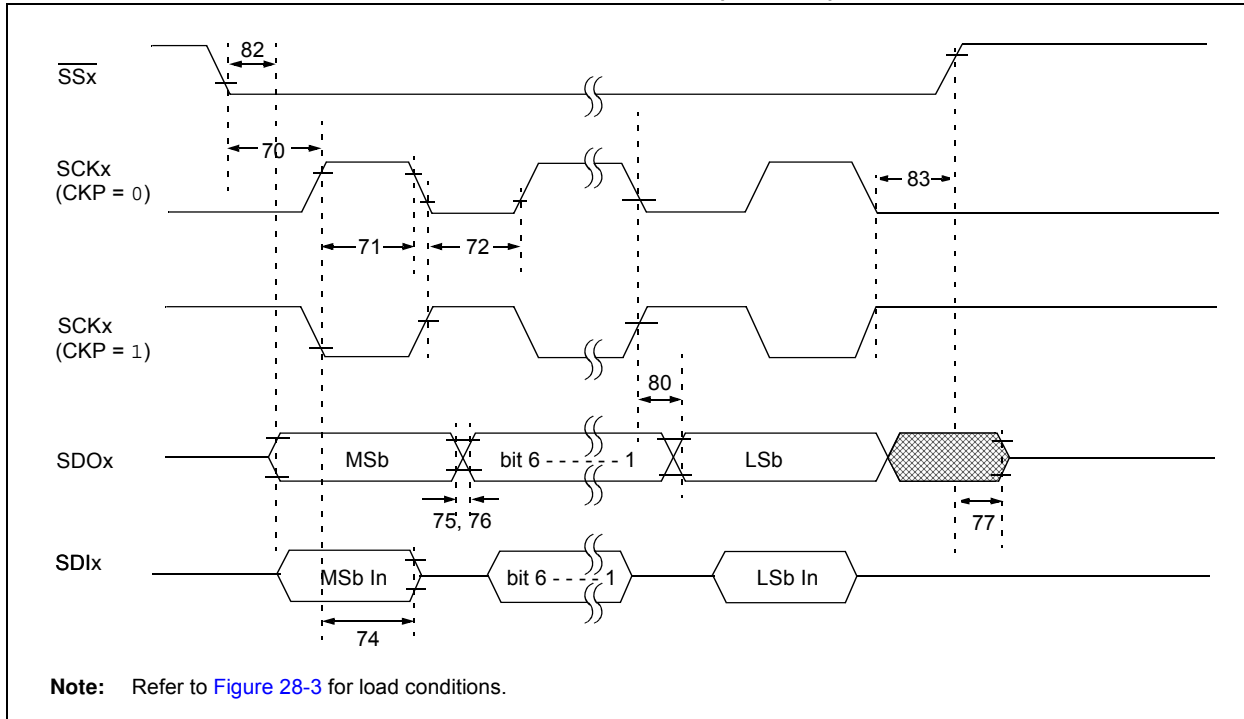 82
SSx
70
SCKx
(CKP = 0)
83
71
72
SCKx
(CKP = 1)
80
SDOx
MSb
bit 6 - - - - - - 1
LSb
75, 76
77
SDIx
MSb In
bit 6 - - - - 1
LSb In
74
Note: Refer to Figure 28-3 for load conditions.